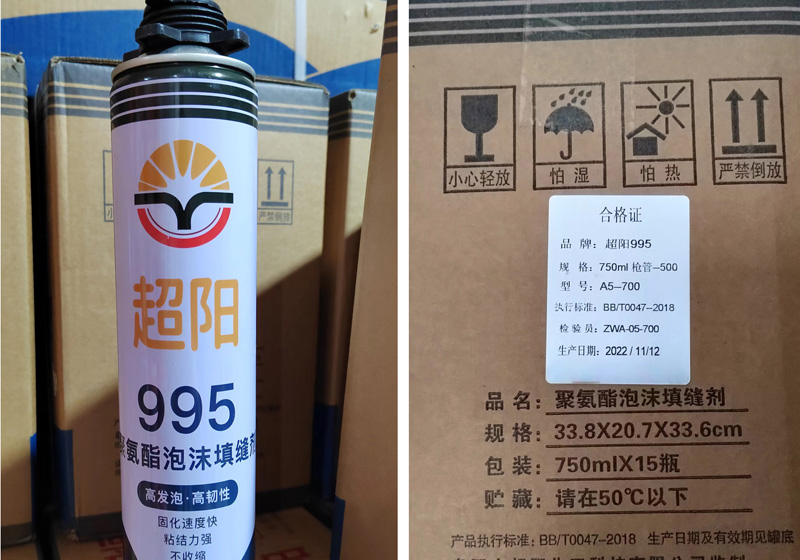 超阳
995
聚氨酯泡沫填缝剂
高发泡·高韧性
固化速度快
粘结力强
不收缩
严禁倒放
小心轻放
怕湿
怕热
严禁倒放
合格证
品 牌：超阳995
规 格：750ml 枪管-500
型 号：A5-700
执行标准：BB/T0047-2018
检 验 员：ZWA-05-700
生产日期：2022/11/12
品 名：聚氨酯泡沫填缝剂
规 格：33.8X20.7X33.6cm
包 装：750mlX15瓶
贮 藏：请在50℃以下
产品执行标准：BB/T0047-2018 生产日期及有效期见罐底